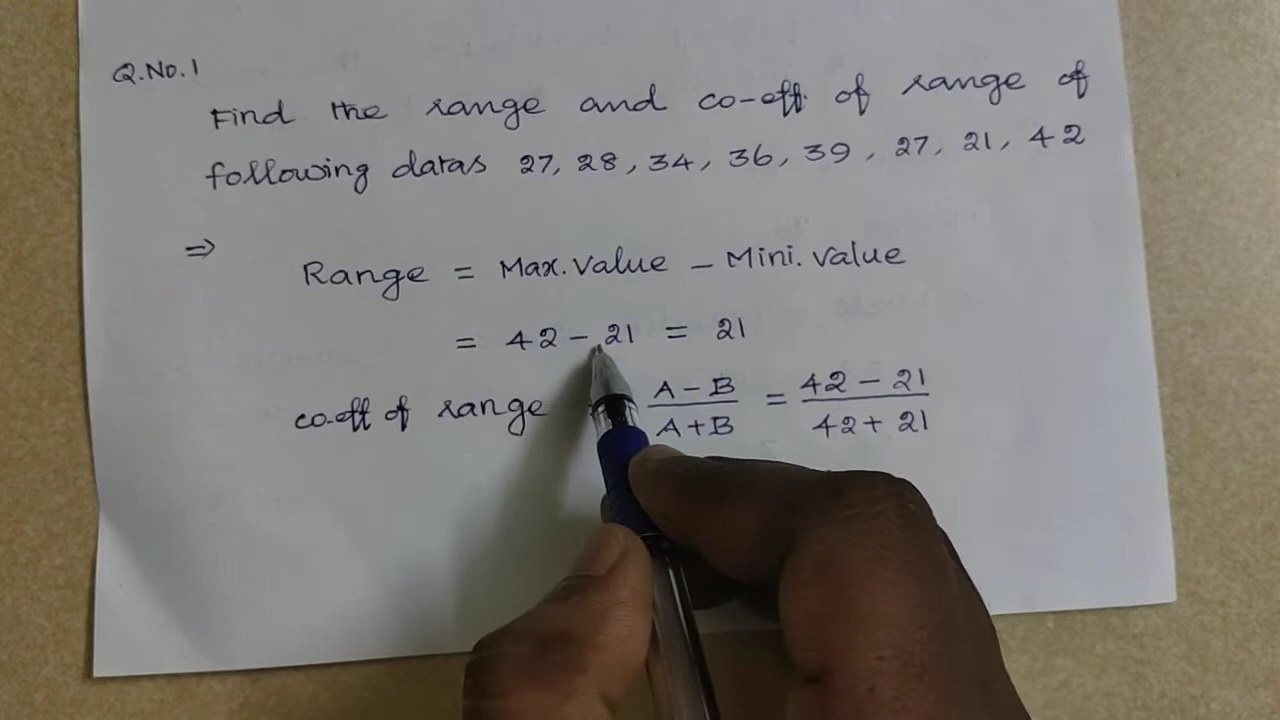 Q.No.1
Find the range and co-eff. of range of
following datas 27, 28, 34, 36, 39, 27, 21, 42
⇒
Range = Max.Value - Mini.Value
= 42 - 21 = 21
co.eff of range A - B / A + B = 42 - 21 / 42 + 21